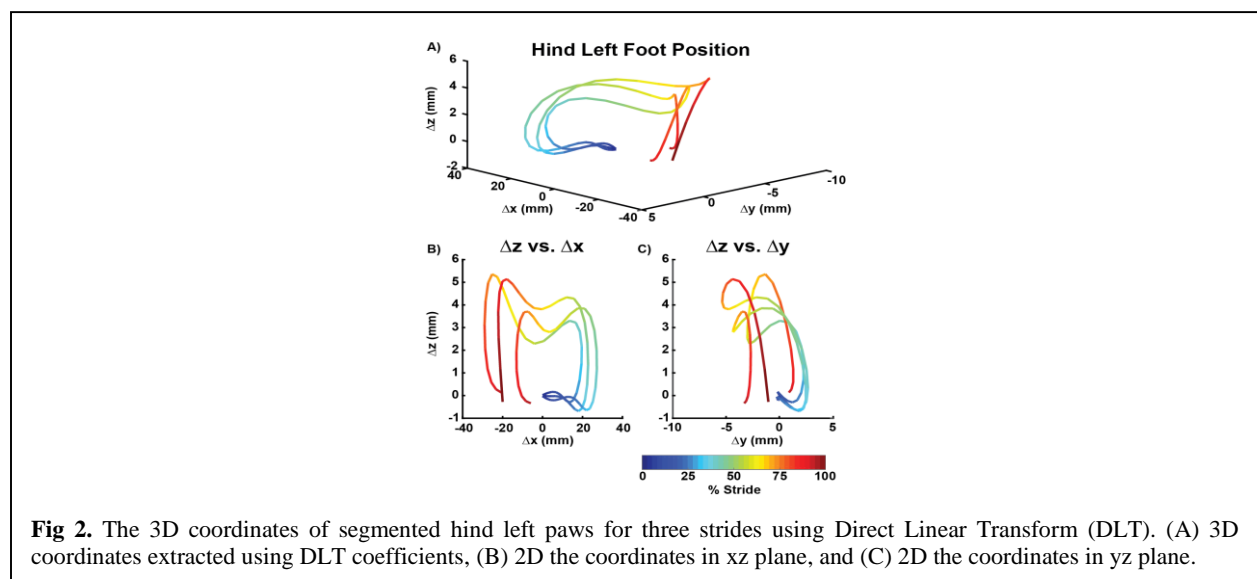 A) Hind Left Foot Position
6
4
2
0
-2
Δz (mm)
40
20
0
-20
-40
Δx (mm)
5
0
-5
-10
Δy (mm)
B) Δz vs. Δx
6
5
4
3
2
1
0
-1
Δz (mm)
-40 -20 0 20 40
Δx (mm)
C) Δz vs. Δy
6
5
4
3
2
1
0
-1
-10 -5 0 5
Δy (mm)
0 25 50 75 100
% Stride
Fig 2. The 3D coordinates of segmented hind left paws for three strides using Direct Linear Transform (DLT). (A) 3D
coordinates extracted using DLT coefficients, (B) 2D the coordinates in xz plane, and (C) 2D the coordinates in yz plane.